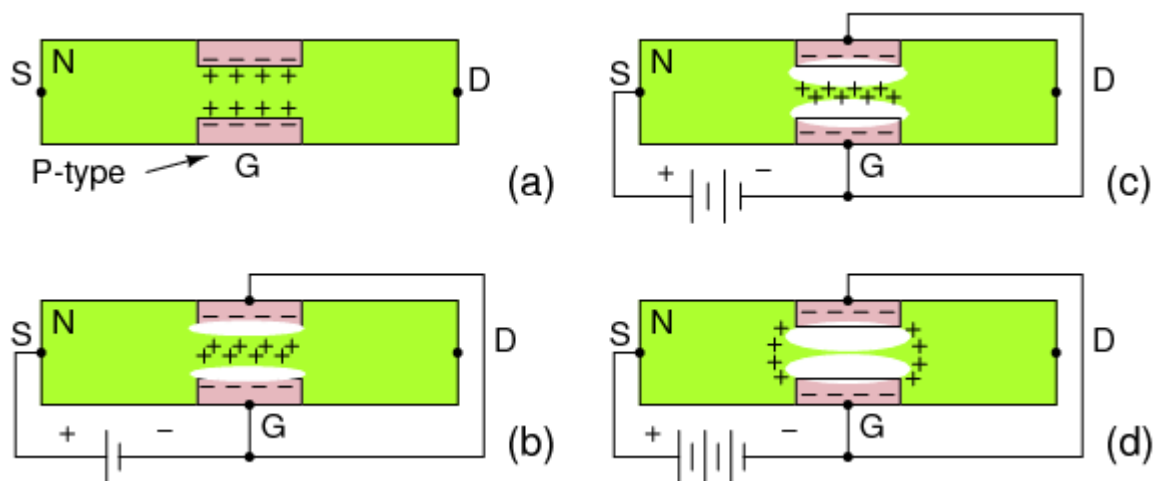 S N D
− − − −
+ + + +
+ + + +
− − − −
P-type G (a)
S N D
− − − −
+ + + + + + + +
− − − −
+ − G (c)
S N D
− − − −
+ + + + + + + +
− − − −
+ − G (b)
S N D
− − − −
+ +
+ +
+ +
+ +
− − − −
+ − G (d)